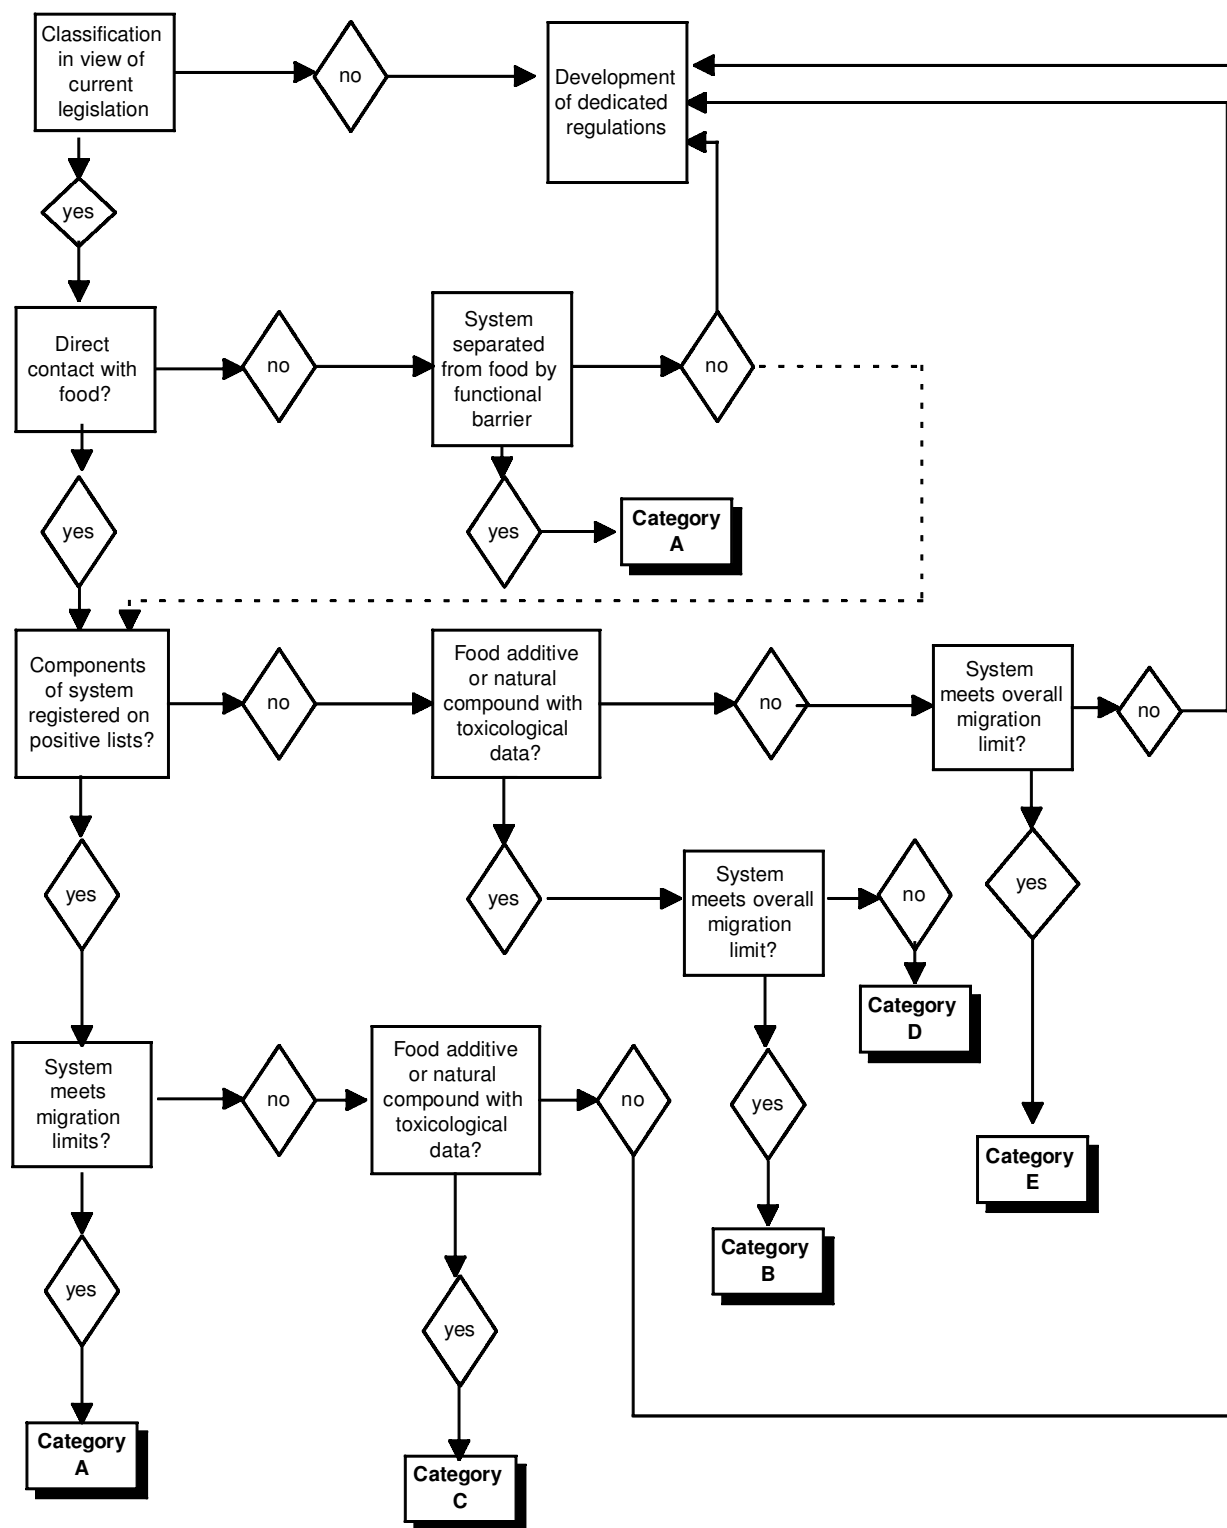 Classification
in view of
current
legislation
no
Development
of dedicated
regulations
yes
Direct
contact with
food?
no
System
separated
from food by
functional
barrier
no
yes
yes
Category
A
Components
of system
registered on
positive lists?
no
Food additive
or natural
compound with
toxicological
data?
no
System
meets overall
migration
limit?
no
yes
yes
System
meets overall
migration
limit?
no
yes
Category
D
System
meets
migration
limits?
no
Food additive
or natural
compound with
toxicological
data?
no
yes
Category
E
yes
yes
Category
B
Category
A
Category
C